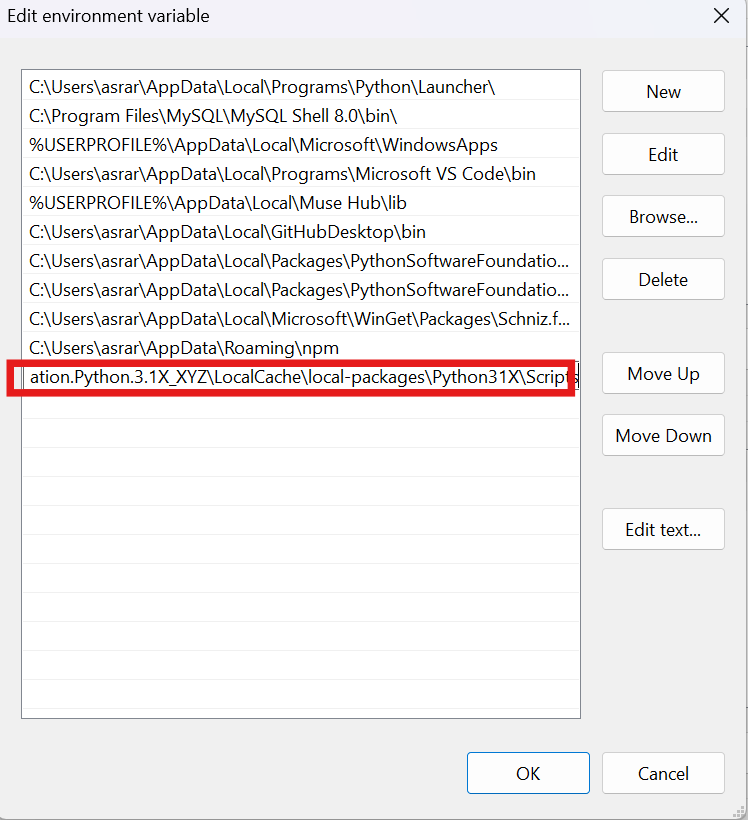 Edit environment variable
C:\Users\asrar\AppData\Local\Programs\Python\Launcher\
New
C:\Program Files\MySQL\MySQL Shell 8.0\bin\
%USERPROFILE%\AppData\Local\Microsoft\WindowsApps
Edit
C:\Users\asrar\AppData\Local\Programs\Microsoft VS Code\bin
%USERPROFILE%\AppData\Local\Muse Hub\lib
Browse...
C:\Users\asrar\AppData\Local\GitHubDesktop\bin
C:\Users\asrar\AppData\Local\Packages\PythonSoftwareFoundatio...
Delete
C:\Users\asrar\AppData\Local\Packages\PythonSoftwareFoundatio...
C:\Users\asrar\AppData\Local\Microsoft\WinGet\Packages\Schniz.f...
C:\Users\asrar\AppData\Roaming\npm
ation.Python.3.1X_XYZ\LocalCache\local-packages\Python31X\Scripts
Move Up
Move Down
Edit text...
OK
Cancel